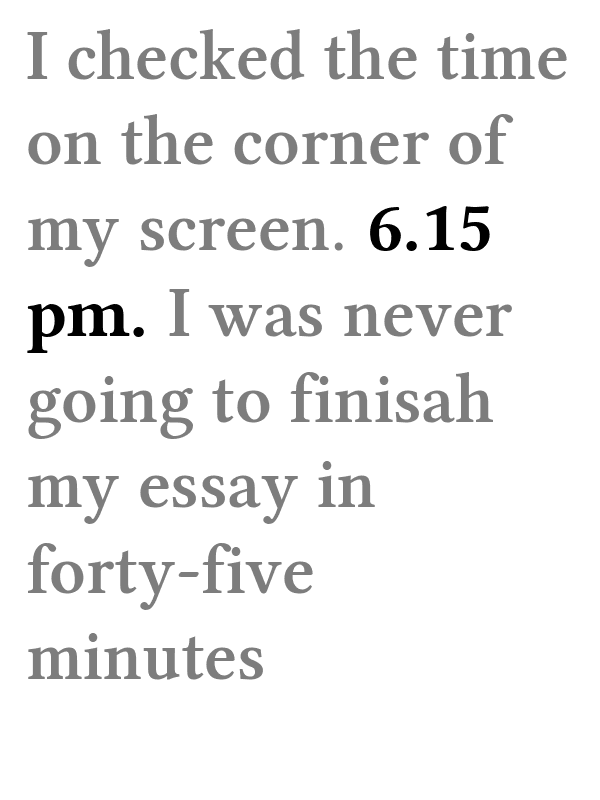 I checked the time
on the corner of
my screen. 6.15
pm. I was never
going to finisah
my essay in
forty-five
minutes